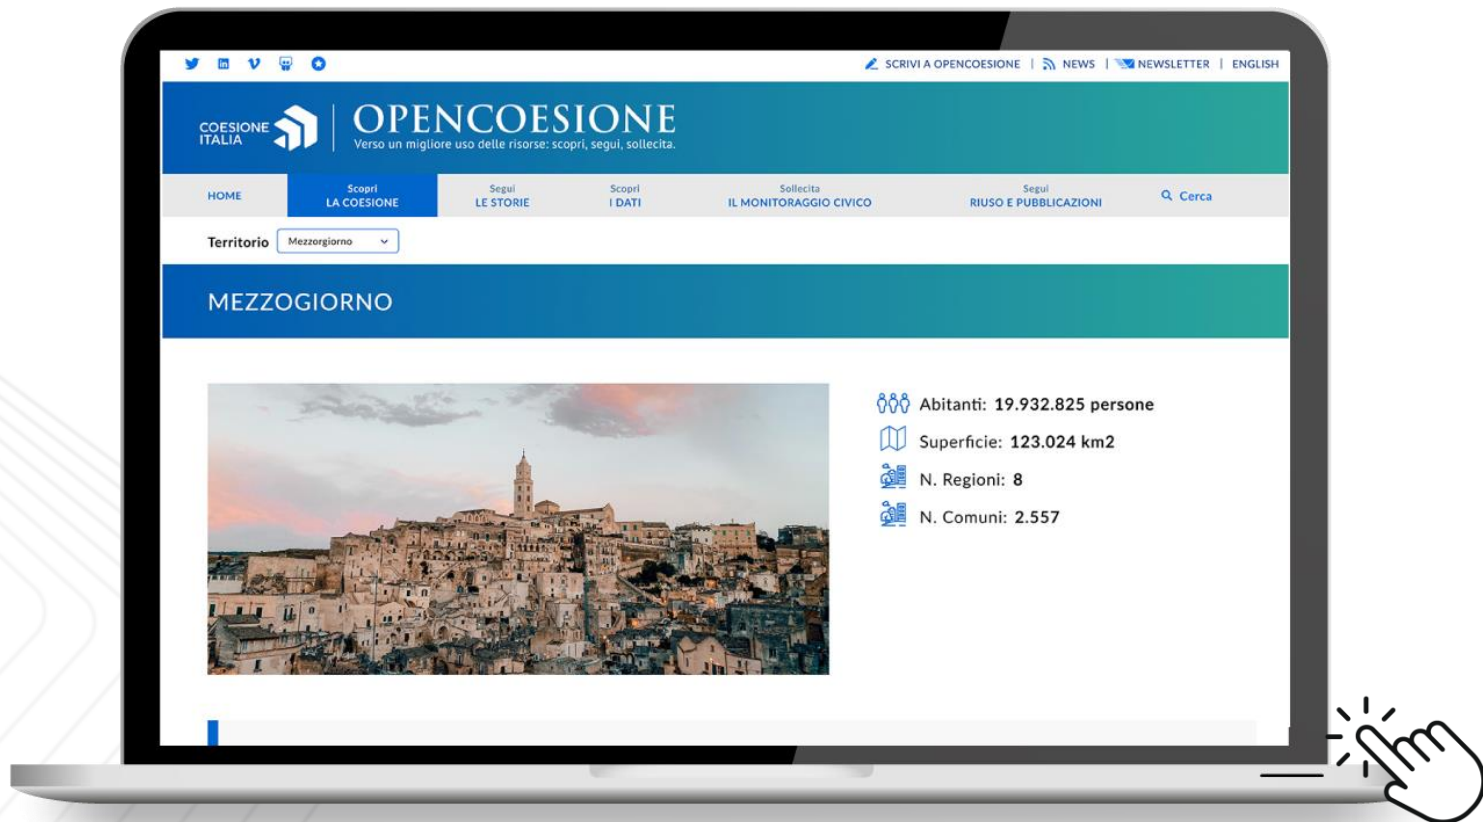 SCRIVI A OPENCOESIONE | NEWS | NEWSLETTER | ENGLISH
COESIONE
ITALIA
OPENCOESIONE
Verso un migliore uso delle risorse: scopri, segui, sollecita.
HOME
Scopri
LA COESIONE
Segui
LE STORIE
Scopri
I DATI
Sollecita
IL MONITORAGGIO CIVICO
Segui
RIUSO E PUBBLICAZIONI
Cerca
Territorio
Mezzorgiorno
MEZZOGIORNO
Abitanti: 19.932.825 persone
Superficie: 123.024 km2
N. Regioni: 8
N. Comuni: 2.557